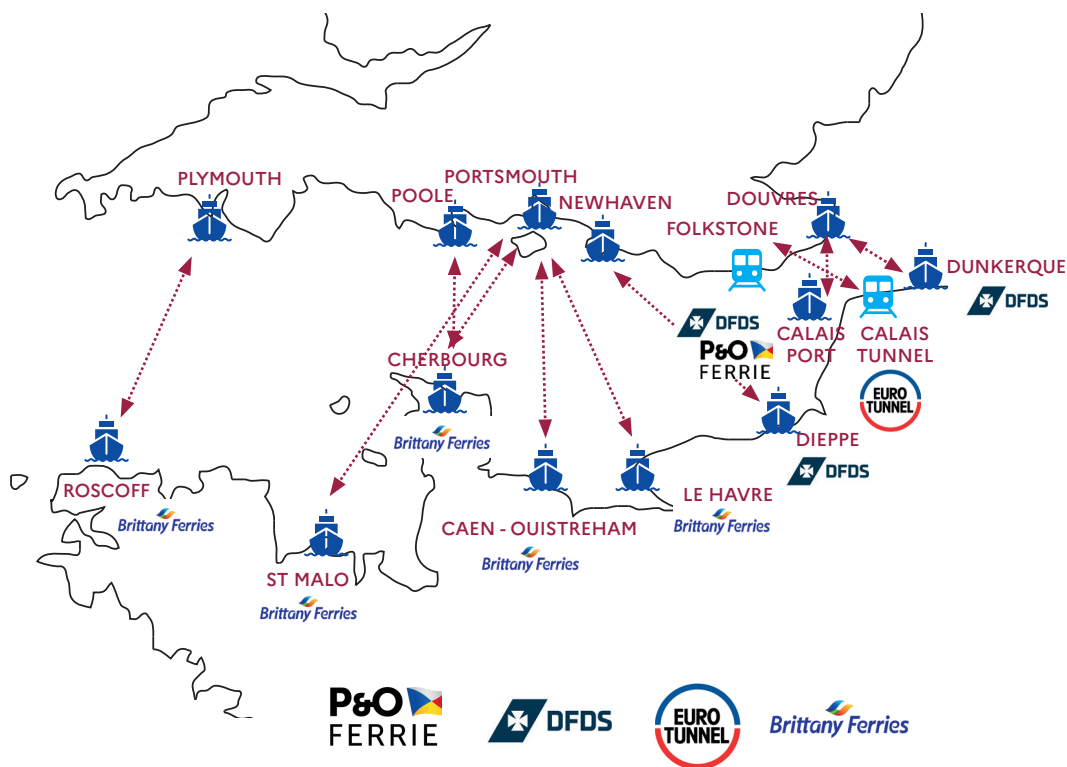 PLYMOUTH
PORTSMOUTH
POOLE
NEWHAVEN
DOUVRES
FOLKSTONE
DUNKERQUE
DFDS
DFDS
CALAIS
PORT
CALAIS
TUNNEL
P&O
FERRIE
CHERBOURG
EURO
TUNNEL
Brittany Ferries
DIEPPE
DFDS
ROSCOFF
Brittany Ferries
LE HAVRE
Brittany Ferries
CAEN - OUISTREHAM
Brittany Ferries
ST MALO
Brittany Ferries
P&O
FERRIE
DFDS
EURO
TUNNEL
Brittany Ferries